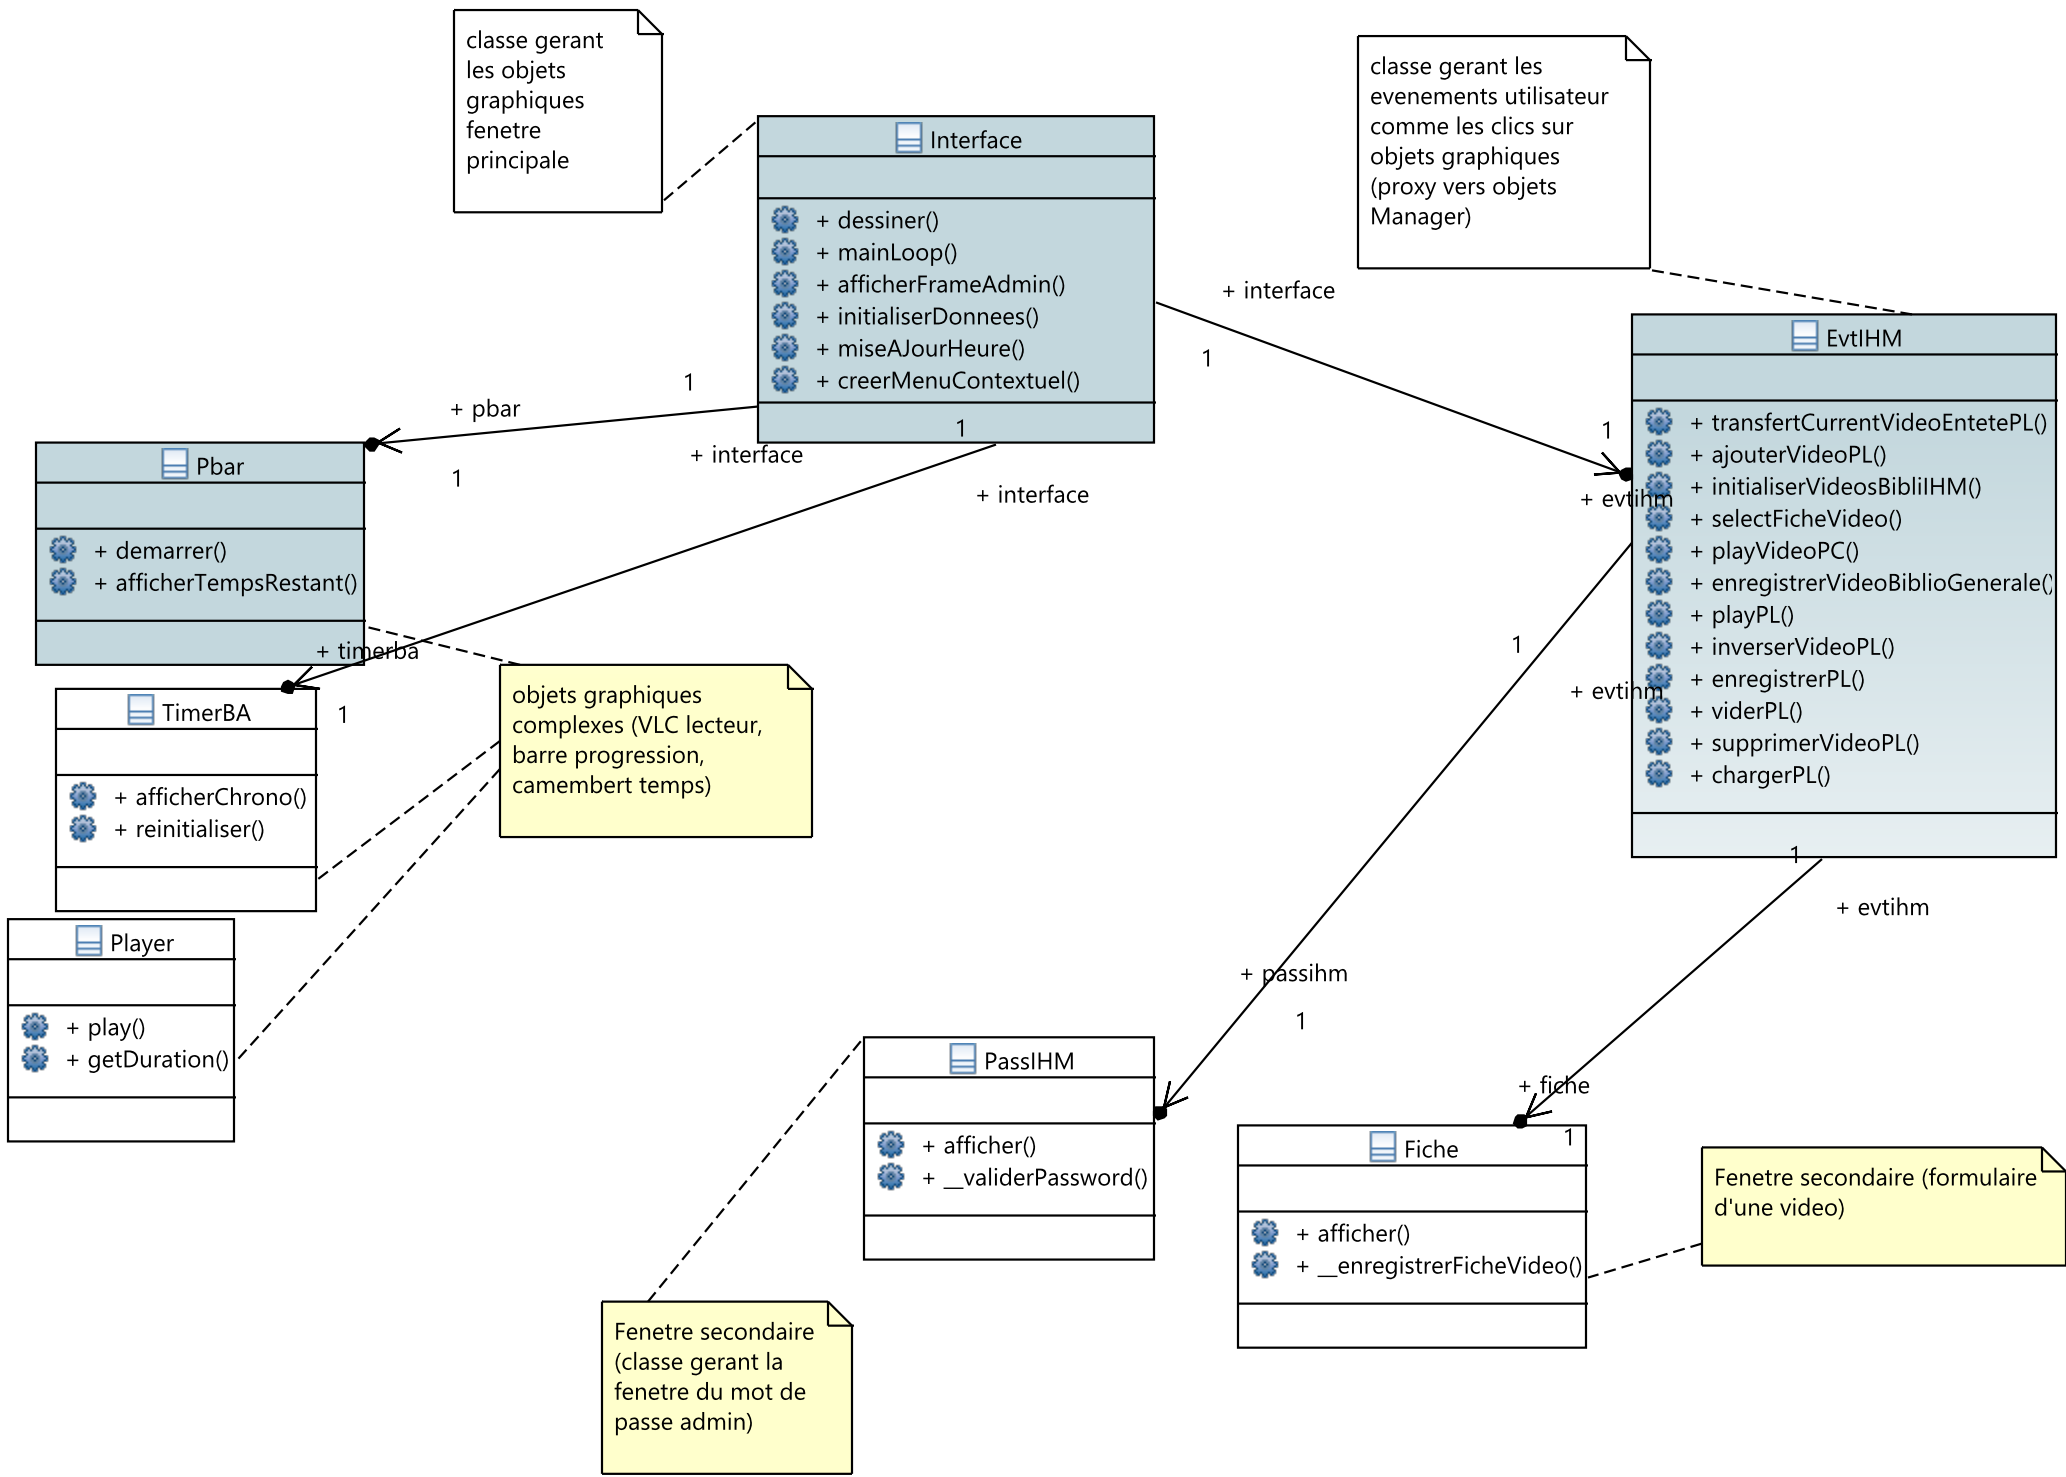 classe gerant
les objets
graphiques
fenetre
principale
classe gerant les
evenements utilisateur
comme les clics sur
objets graphiques
(proxy vers objets
Manager)
Interface
+ dessiner()
+ mainLoop()
+ afficherFrameAdmin()
+ initialiserDonnees()
+ miseAJourHeure()
+ creerMenuContextuel()
+ interface
1
1
+ evtihm
1
+ pbar
+ interface
1
1
+ interface
+ timerba
1
EvtIHM
+ transfertCurrentVideoEntetePL()
+ ajouterVideoPL()
+ initialiserVideosBibliIHM()
+ selectFicheVideo()
+ playVideoPC()
+ enregistrerVideoBiblioGenerale()
+ playPL()
+ inverserVideoPL()
+ enregistrerPL()
+ viderPL()
+ supprimerVideoPL()
+ chargerPL()
Pbar
+ demarrer()
+ afficherTempsRestant()
TimerBA
+ afficherChrono()
+ reinitialiser()
objets graphiques
complexes (VLC lecteur,
barre progression,
camembert temps)
Player
+ play()
+ getDuration()
1
+ evtihm
+ passihm
1
1
+ evtihm
+ fiche
1
PassIHM
+ afficher()
+ __validerPassword()
Fiche
+ afficher()
+ __enregistrerFicheVideo()
Fenetre secondaire (formulaire
d'une video)
Fenetre secondaire
(classe gerant la
fenetre du mot de
passe admin)